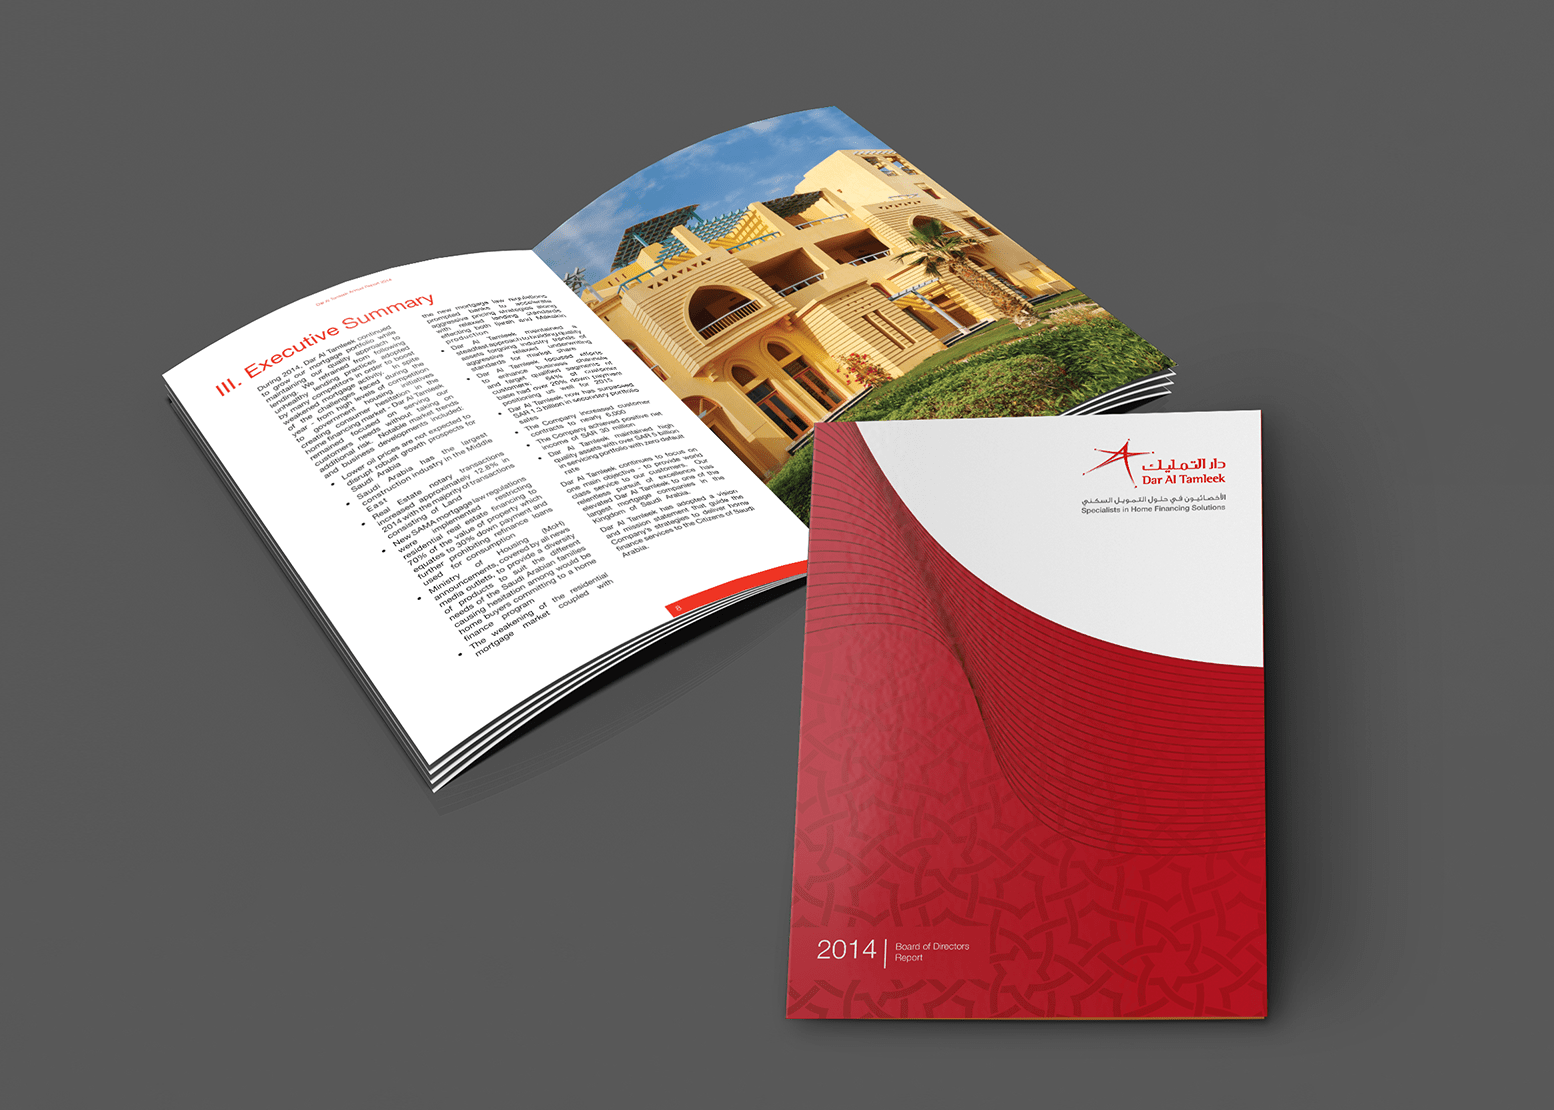 Dar Al Tamleek Annual Report 2014
III. Executive Summary
During 2014, Dar Al Tamleek continued
to grow our mortgage portfolio while
maintaining our quality approach to
lending. We refrained from following
unhealthy lending practices adopted
by many competitors in order to boost
weakened mortgage activity. In spite
of the challenges faced during the
year - from high levels of competition
to government housing initiatives
creating consumer hesitation in the
home financing market - Dar Al Tamleek
remained focused on serving our
customers needs without taking on
additional risk. Notable market trends
and business developments included:
• Lower oil prices are not expected to
disrupt robust growth prospects for
Saudi Arabia
• Saudi Arabia has the largest
construction industry in the Middle
East
• Real Estate notary transactions
increased approximately 12.8% in
2014 with the majority of transactions
consisting of Land
• New SAMA mortgage law regulations
were implemented restricting
residential real estate financing to
70% of the value of property which
equates to 30% down payment and
further prohibiting refinance loans
used for consumption
• Ministry of Housing (MoH)
announcements, covered by all news
media outlets, to provide a diversity
of products to suit the different
needs of the Saudi Arabian families
causing hesitation among would be
home buyers committing to a home
finance program
• The weakening of the residential
mortgage market coupled with
the new mortgage law regulations,
prompted banks to accelerate
aggressive pricing strategies along
with relaxed lending standards
effecting both Ijarah and Makakin
production
• Dar Al Tamleek maintained a
steadfast approach to building quality
assets forgoing industry trends of
aggressive relaxed underwriting
standards for market share
• Dar Al Tamleek focused efforts
to enhance business channels
and target qualified segments of
customers; 64% of customer
base had over 20% down payment
positioning us well for 2015
• Dar Al Tamleek now has surpassed
SAR 1.3 billion in secondary portfolio
sales
• The Company increased customer
contracts to nearly 6,000
• The Company achieved positive net
income of SAR 30 million
• Dar Al Tamleek maintained high
quality assets with over SAR 5 billion
in servicing portfolio with zero default
rate
Dar Al Tamleek continues to focus on
one main objective - to provide world
class service to our customers. Our
relentless pursuit of excellency has
elevated Dar Al Tamleek to one of the
largest mortgage companies in the
Kingdom of Saudi Arabia.
Dar Al Tamleek has adopted a vision
and mission statement that guide the
Company's strategies to deliver home
finance services to the Citizens of Saudi
Arabia.
8
دار التمليك
Dar Al Tamleek
الأخصائيون في حلول التمويل السكني
Specialists in Home Financing Solutions
2014 | Board of Directors
Report